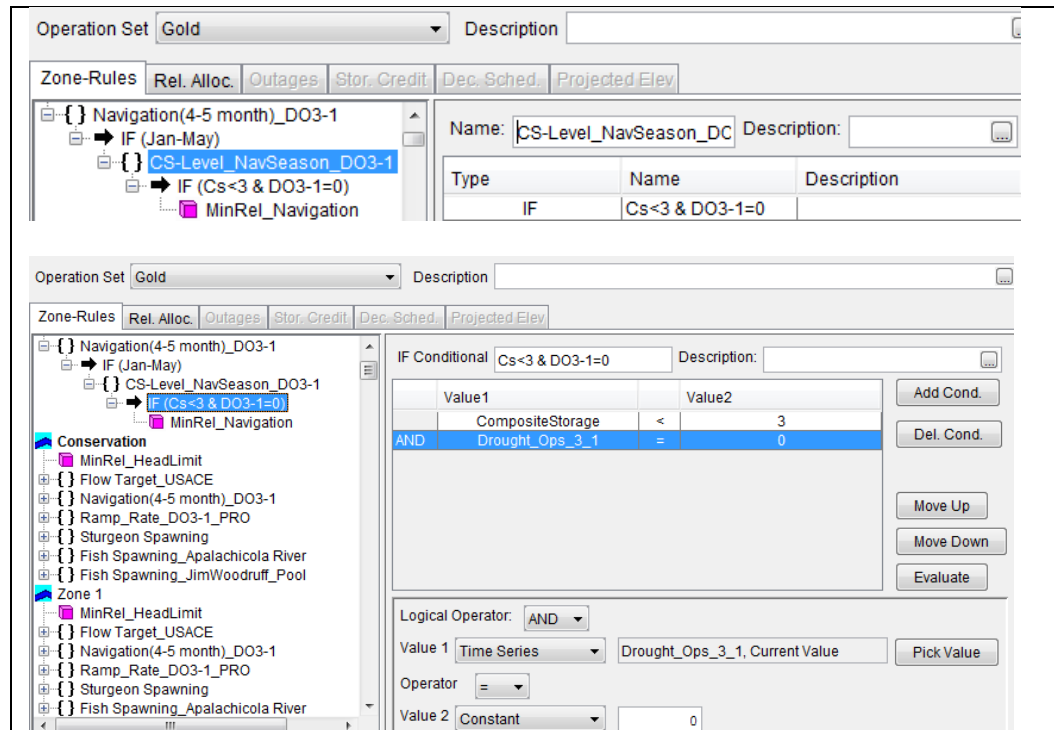 Operation Set Gold Description ...
Zone-Rules Rel. Alloc. Outages Stor. Credit Dec. Sched. Projected Elev
{ } Navigation(4-5 month)_DO3-1
IF (Jan-May)
{ } CS-Level_NavSeason_DO3-1
IF (Cs<3 & DO3-1=0)
MinRel_Navigation
Name: CS-Level_NavSeason_DC Description: ...
Type Name Description
IF Cs<3 & DO3-1=0
Operation Set Gold Description ...
Zone-Rules Rel. Alloc. Outages Stor. Credit Dec. Sched. Projected Elev
{ } Navigation(4-5 month)_DO3-1
IF (Jan-May)
{ } CS-Level_NavSeason_DO3-1
IF (Cs<3 & DO3-1=0)
MinRel_Navigation
Conservation
MinRel_HeadLimit
{ } Flow Target_USACE
{ } Navigation(4-5 month)_DO3-1
{ } Ramp_Rate_DO3-1_PRO
{ } Sturgeon Spawning
{ } Fish Spawning_Apalachicola River
{ } Fish Spawning_JimWoodruff_Pool
Zone 1
MinRel_HeadLimit
{ } Flow Target_USACE
{ } Navigation(4-5 month)_DO3-1
{ } Ramp_Rate_DO3-1_PRO
{ } Sturgeon Spawning
{ } Fish Spawning_Apalachicola River
IF Conditional Cs<3 & DO3-1=0 Description: ...
Value1 Value2
CompositeStorage < 3
AND Drought_Ops_3_1 = 0
Add Cond.
Del. Cond.
Move Up
Move Down
Evaluate
Logical Operator: AND
Value 1 Time Series Drought_Ops_3_1, Current Value Pick Value
Operator =
Value 2 Constant 0